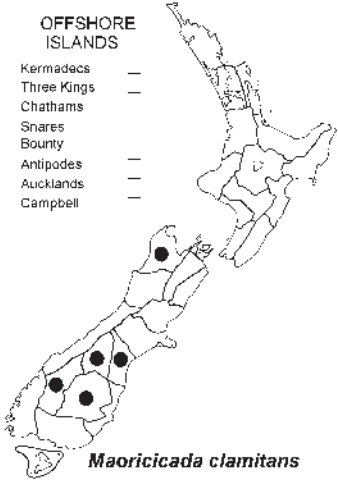 OFFSHORE
ISLANDS
Kermadecs —
Three Kings —
Chathams
Snares
Bounty
Antipodes —
Aucklands —
Campbell —
Maoricicada clamitans